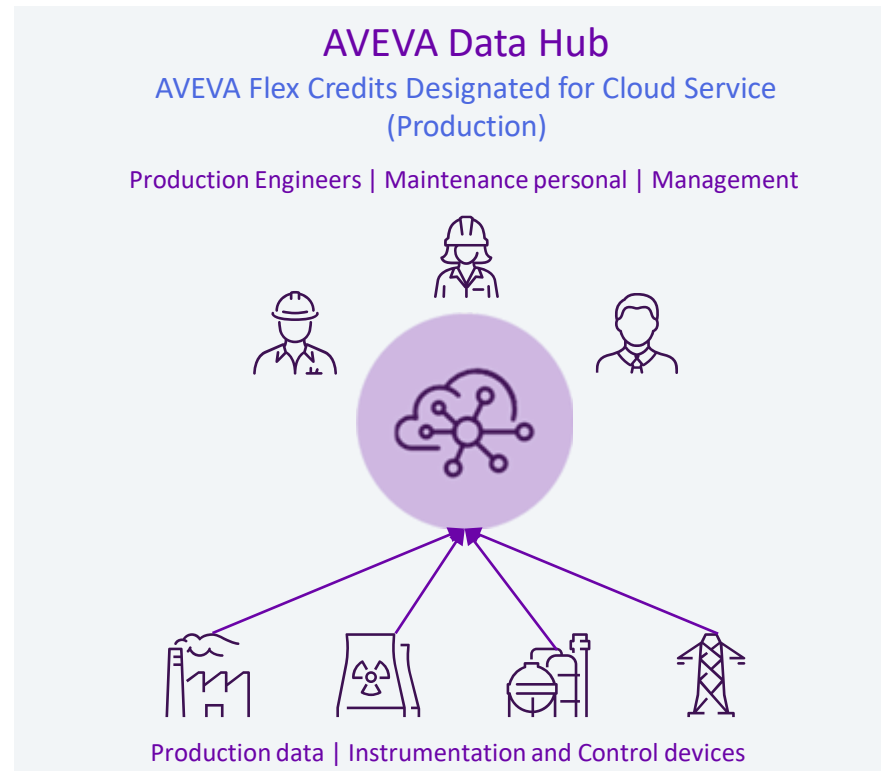 AVEVA Data Hub
AVEVA Flex Credits Designated for Cloud Service
(Production)
Production Engineers | Maintenance personal | Management
Production data | Instrumentation and Control devices